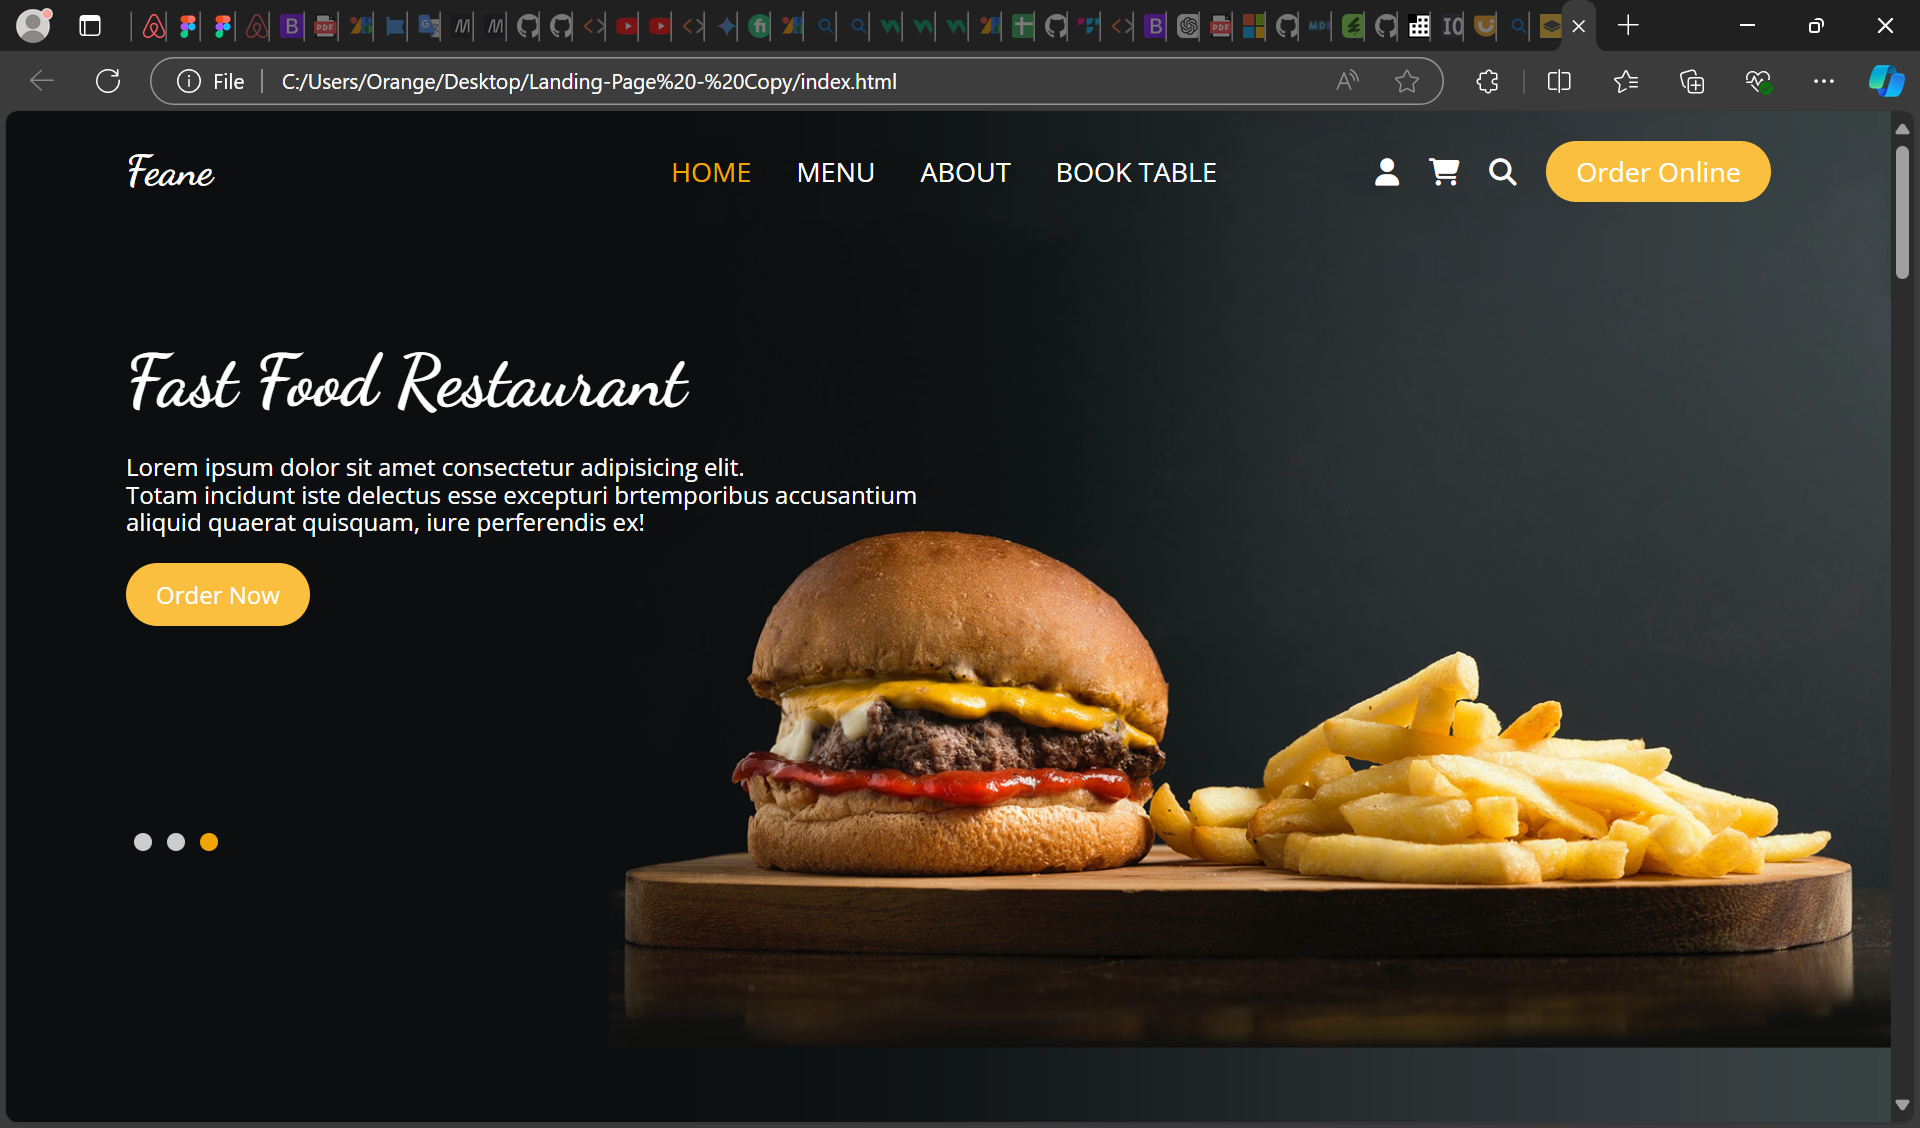 File
C:/Users/Orange/Desktop/Landing-Page%20-%20Copy/index.html
Feane
HOME MENU ABOUT BOOK TABLE
Order Online
Fast Food Restaurant
Lorem ipsum dolor sit amet consectetur adipisicing elit.
Totam incidunt iste delectus esse excepturi brtemporibus accusantium
aliquid quaerat quisquam, iure perferendis ex!
Order Now